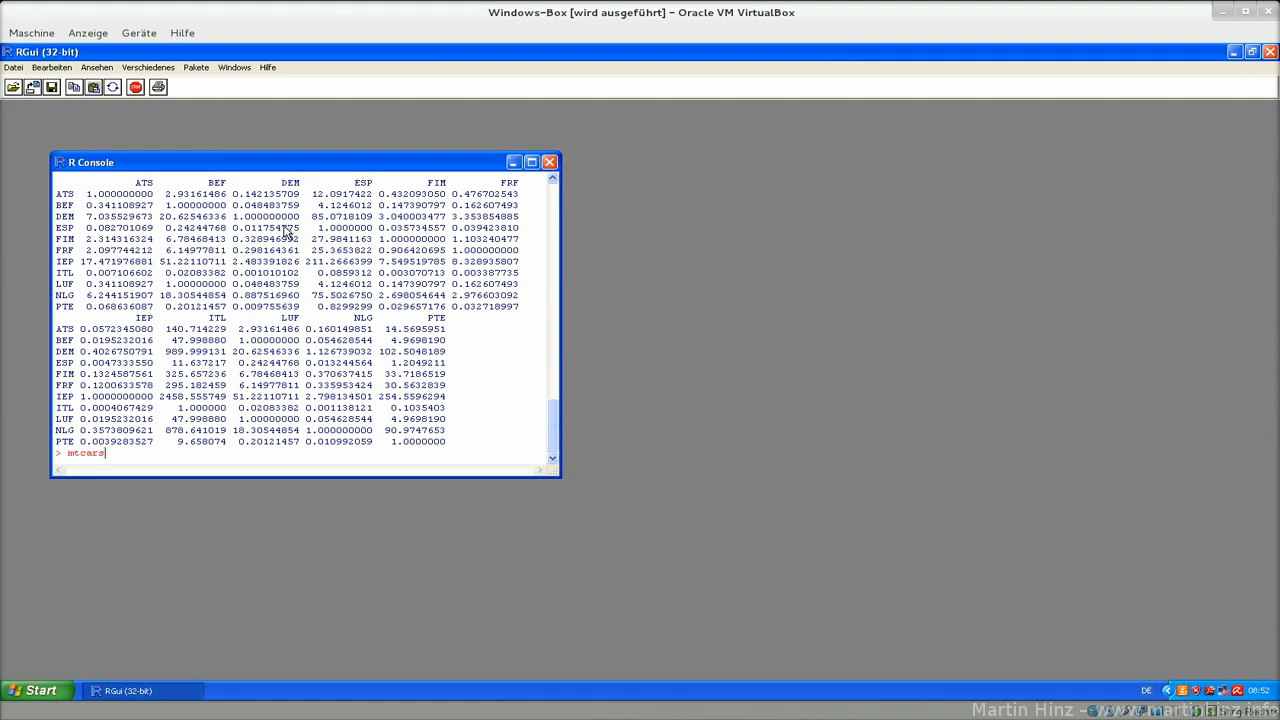 Windows-Box [wird ausgeführt] - Oracle VM VirtualBox
Maschine Anzeige Geräte Hilfe
RGui (32-bit)
Datei Bearbeiten Ansehen Verschiedenes Pakete Windows Hilfe
STOP
R Console
ATS BEF DEM ESP FIM FRF
ATS 1.000000000 2.93161486 0.142135709 12.0917422 0.432093050 0.476702543
BEF 0.341108927 1.00000000 0.048483759 4.1246012 0.147390797 0.162607493
DEM 7.035529673 20.62546336 1.000000000 85.0718109 3.040003477 3.353854885
ESP 0.082701069 0.24244768 1.0000000 0.035734557 0.039423810
FIM 2.314316324 6.78468413 27.9841163 1.000000000 1.103240477
FRF 2.097744212 6.14977811 0.298164361 25.3653822 0.906420695 1.000000000
IEP 17.471976881 51.22110711 2.483391826 211.2666399 7.549519785 8.328935807
ITL 0.007106602 0.02083382 0.001010102 0.0859312 0.003070713 0.003387735
LUF 0.341108927 1.00000000 0.048483759 4.1246012 0.147390797 0.162607493
NLG 6.244151907 18.30544854 0.887516960 75.5026750 2.698054644 2.976603092
PTE 0.068636087 0.20121457 0.009755639 0.8299299 0.029657176 0.032718997
IEP ITL LUF NLG PTE
ATS 0.0572345080 140.714229 2.93161486 0.160149851 14.5695951
BEF 0.0195232016 47.998880 1.00000000 0.054628544 4.9698190
DEM 0.4026750791 989.999131 20.62546336 1.126739032 102.5048189
ESP 0.0047333550 11.637217 0.24244768 0.013244564 1.2049211
FIM 0.1324587561 325.657236 6.78468413 0.370637415 33.7186519
FRF 0.1200633578 295.182459 6.14977811 0.335953424 30.5632839
IEP 1.0000000000 2458.555749 51.22110711 2.798134501 254.5596294
ITL 0.0004067429 1.000000 0.02083382 0.001138121 0.1035403
LUF 0.0195232016 47.998880 1.00000000 0.054628544 4.9698190
NLG 0.3573809621 878.641019 18.30544854 1.000000000 90.9747653
PTE 0.0039283527 9.658074 0.20121457 0.010992059 1.0000000
> mtcars
Start RGui (32-bit) DE 08:52
Martin Hinz - www.martinhinz.info